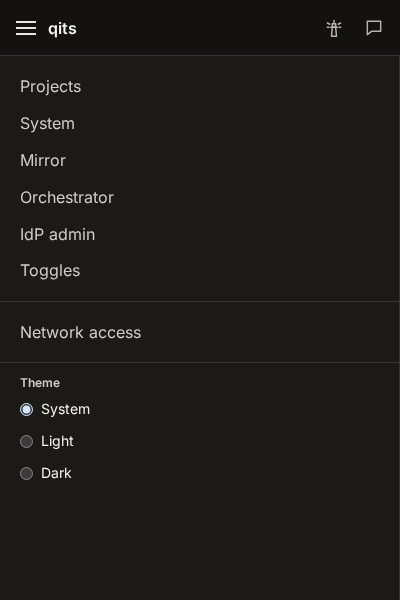 qits
Projects
System
Mirror
Orchestrator
IdP admin
Toggles
Network access
Theme
System
Light
Dark